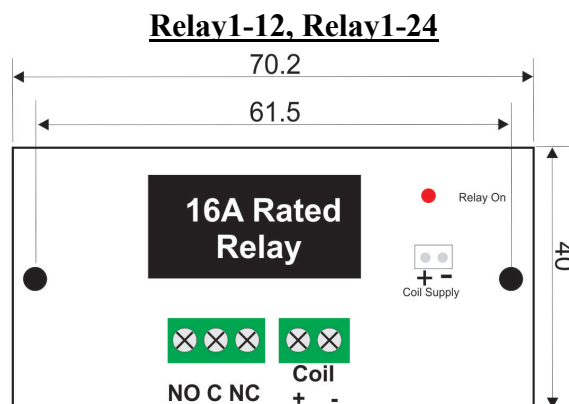 Relay1-12, Relay1-24
70.2
61.5
16A Rated
Relay
Relay On
+ -
Coil Supply
40
Coil
NO C NC
+ -